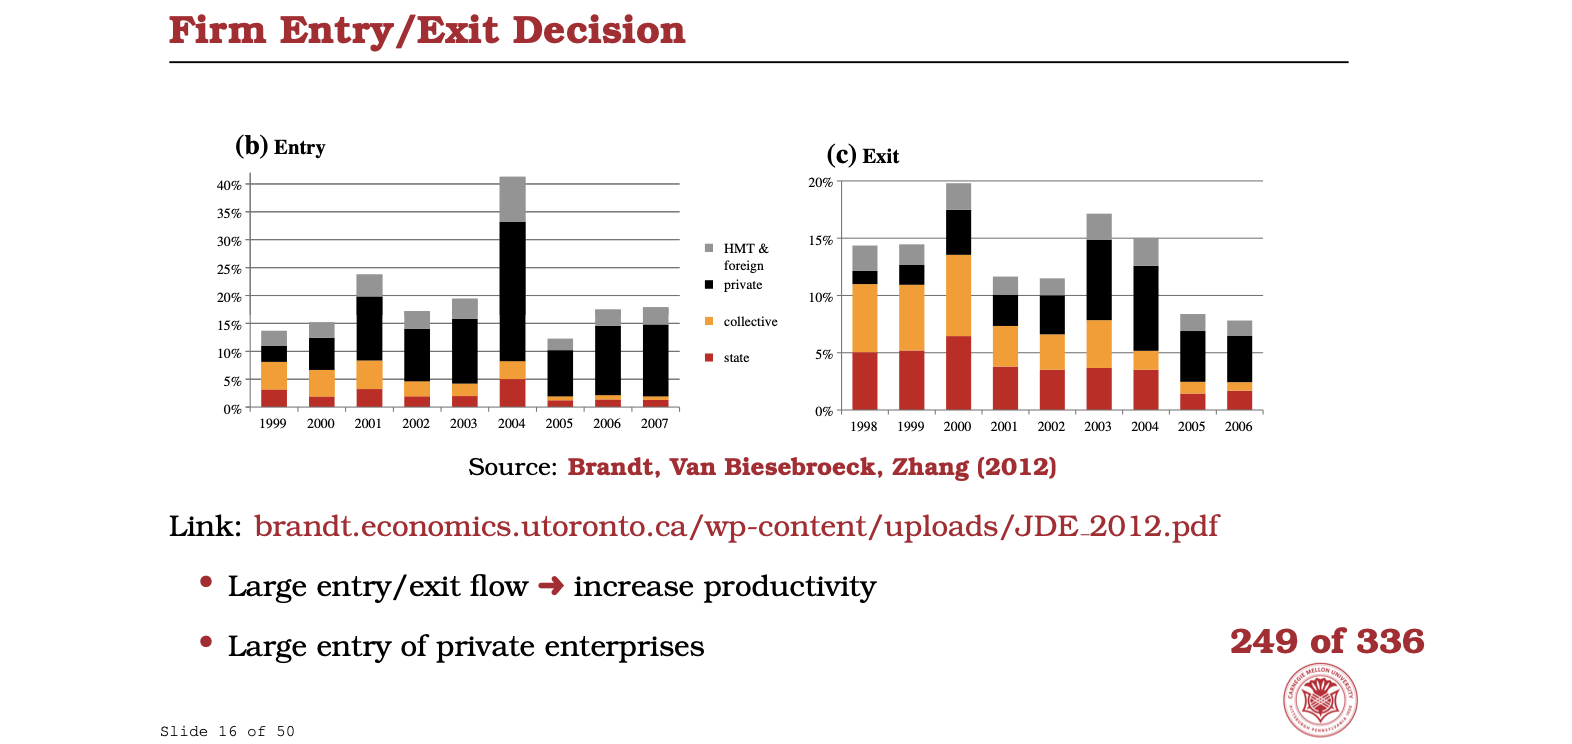 Firm Entry/Exit Decision
(b) Entry
40%
35%
30%
25%
20%
15%
10%
5%
0%
1999 2000 2001 2002 2003 2004 2005 2006 2007
HMT &
foreign
private
collective
state
(c) Exit
20%
15%
10%
5%
0%
1998 1999 2000 2001 2002 2003 2004 2005 2006
Source: Brandt, Van Biesebroeck, Zhang (2012)
Link: brandt.economics.utoronto.ca/wp-content/uploads/JDE_2012.pdf
• Large entry/exit flow ➜ increase productivity
• Large entry of private enterprises
249 of 336
CARNEGIE MELLON UNIVERSITY
PITTSBURGH PENNSYLVANIA 1900
Slide 16 of 50